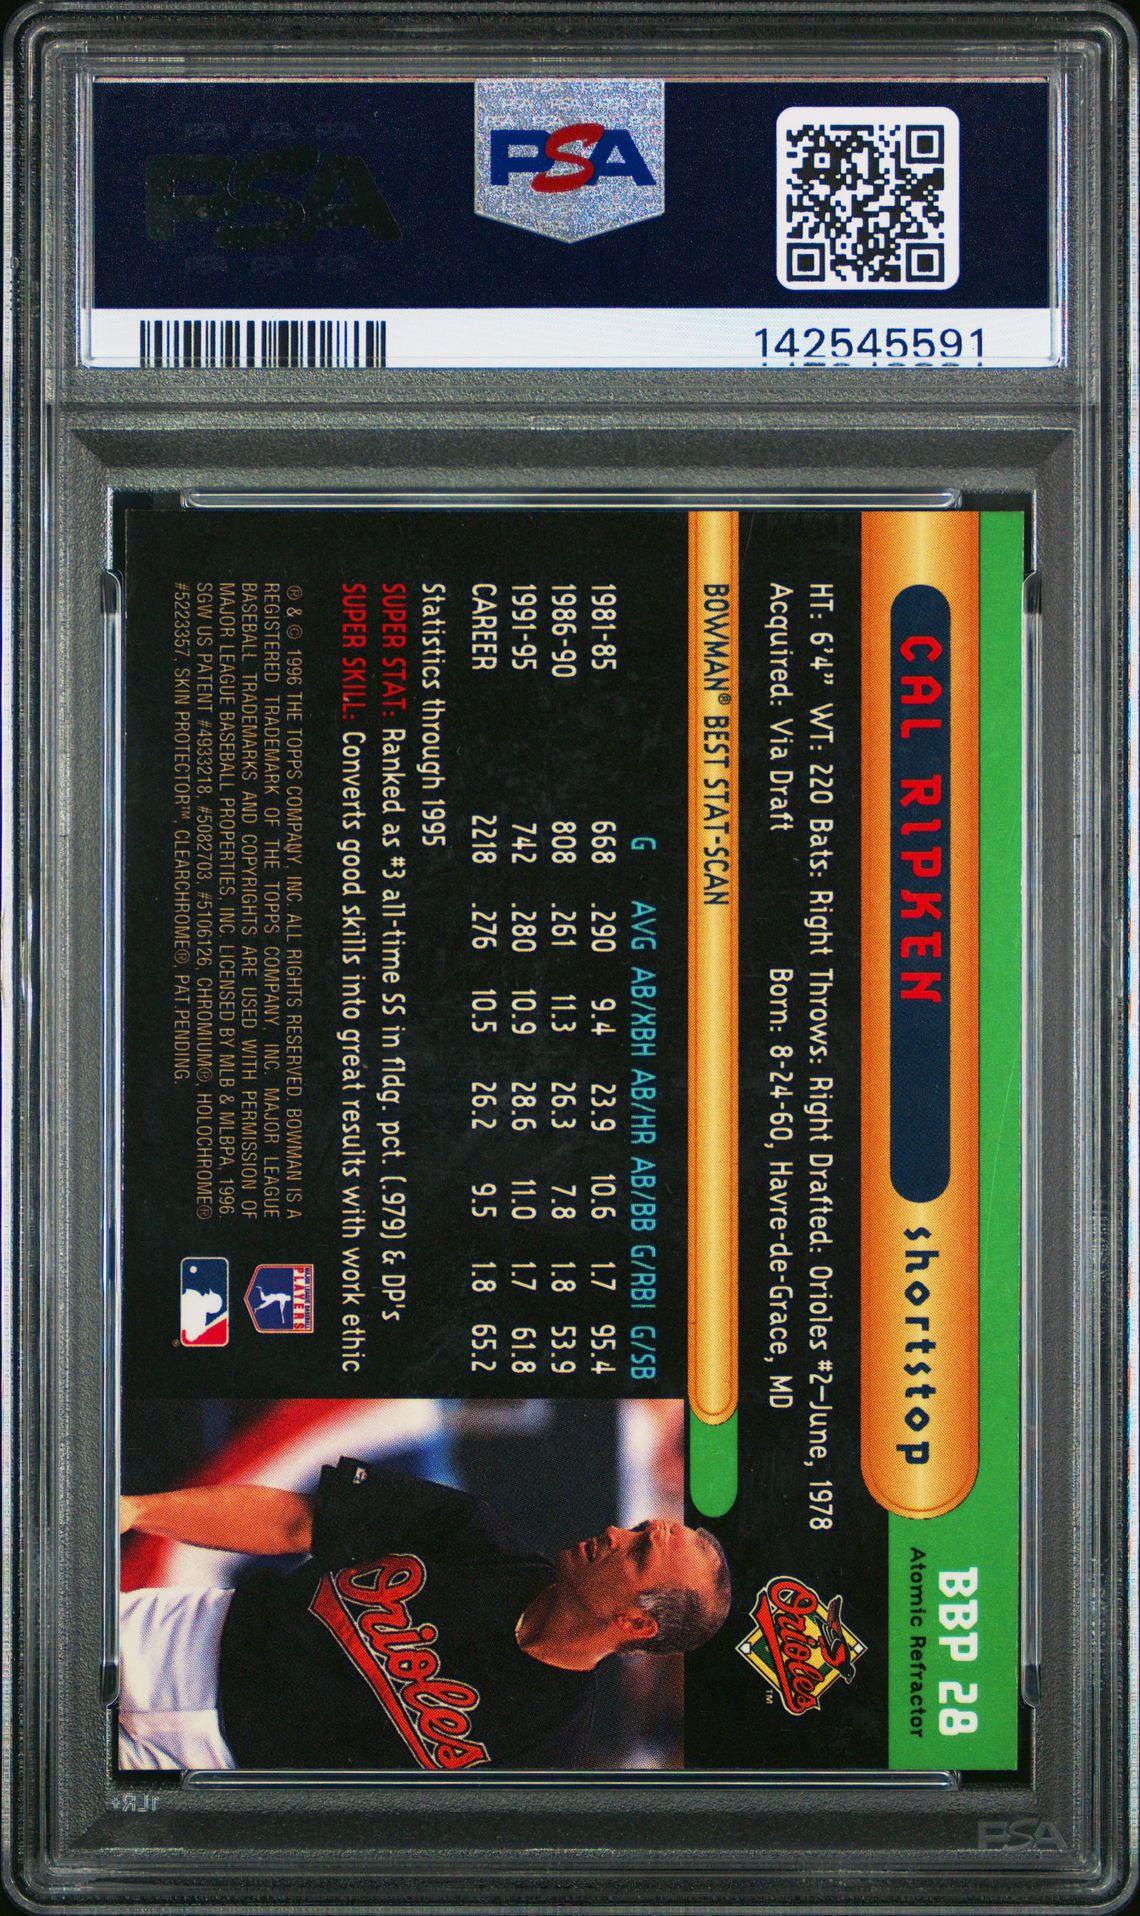 PSA
PSA
142545591
CAL RIPKEN
shortstop
BBP 28
Atomic Refractor
HT: 6'4" WT: 220 Bats: Right Throws: Right Drafted: Orioles #2-June, 1978
Acquired: Via Draft Born: 8-24-60, Havre-de-Grace, MD
Orioles
TM
BOWMAN® BEST STAT-SCAN
G AVG AB/XBH AB/HR AB/BB G/RBI G/SB
1981-85 668 .290 9.4 23.9 10.6 1.7 95.4
1986-90 808 .261 11.3 26.3 7.8 1.8 53.9
1991-95 742 .280 10.9 28.6 11.0 1.7 61.8
CAREER 2218 .276 10.5 26.2 9.5 1.8 65.2
Statistics through 1995
SUPER STAT: Ranked as #3 all-time SS in fldg. pct. (.979) & DP's
SUPER SKILL: Converts good skills into great results with work ethic
® & © 1996 THE TOPPS COMPANY, INC. ALL RIGHTS RESERVED. BOWMAN IS A
REGISTERED TRADEMARK OF THE TOPPS COMPANY, INC. MAJOR LEAGUE
BASEBALL TRADEMARKS AND COPYRIGHTS ARE USED WITH PERMISSION OF
MAJOR LEAGUE BASEBALL PROPERTIES, INC. LICENSED BY MLB & MLBPA, 1996.
SGW US PATENT #4933218, #5082703, #5106126, CHROMIUM®, HOLOCHROME®
#5223357, SKIN PROTECTOR™, CLEARCHROME®, PAT PENDING.
PLAYERS
Orioles
PSA